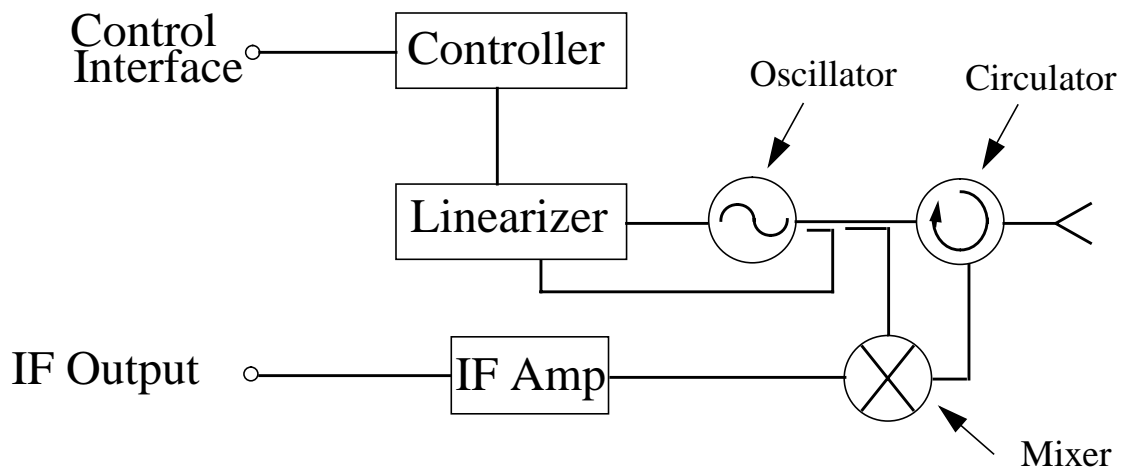 Control
Interface
Controller
Oscillator
Circulator
Linearizer
IF Output
IF Amp
Mixer